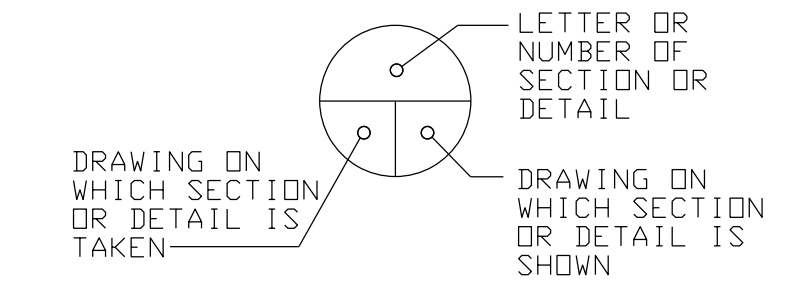 LETTER OR
NUMBER OF
SECTION OR
DETAIL
DRAWING ON
WHICH SECTION
OR DETAIL IS
TAKEN
DRAWING ON
WHICH SECTION
OR DETAIL IS
SHOWN